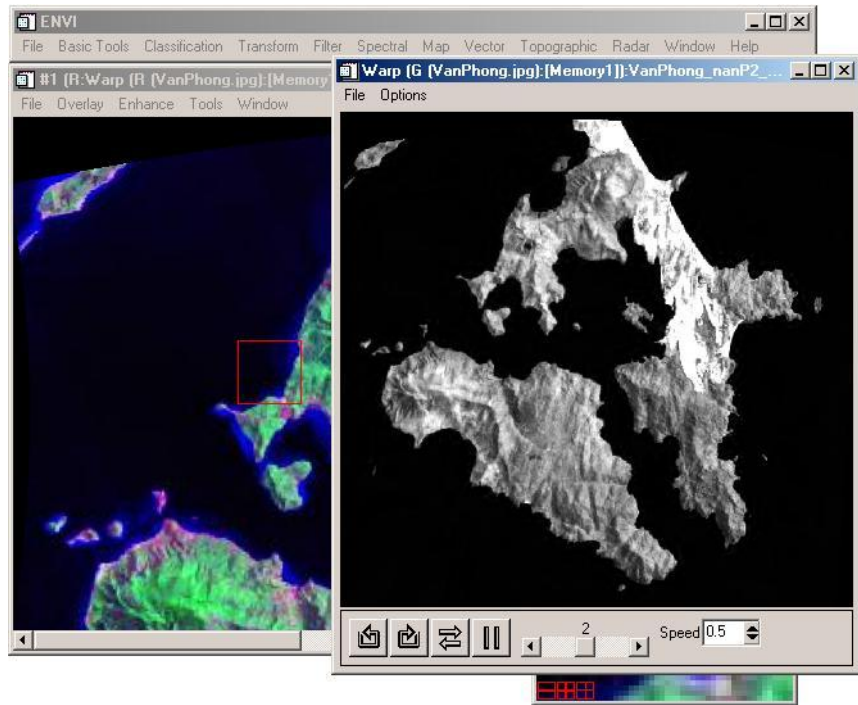 ENVI
File Basic Tools Classification Transform Filter Spectral Map Vector Topographic Radar Window Help
#1 (R:Warp (R (VanPhong.jpg):[Memory
File Overlay Enhance Tools Window
Warp (G (VanPhong.jpg):[Memory1]):VanPhong_nanP2_...
File Options
2
Speed 0.5